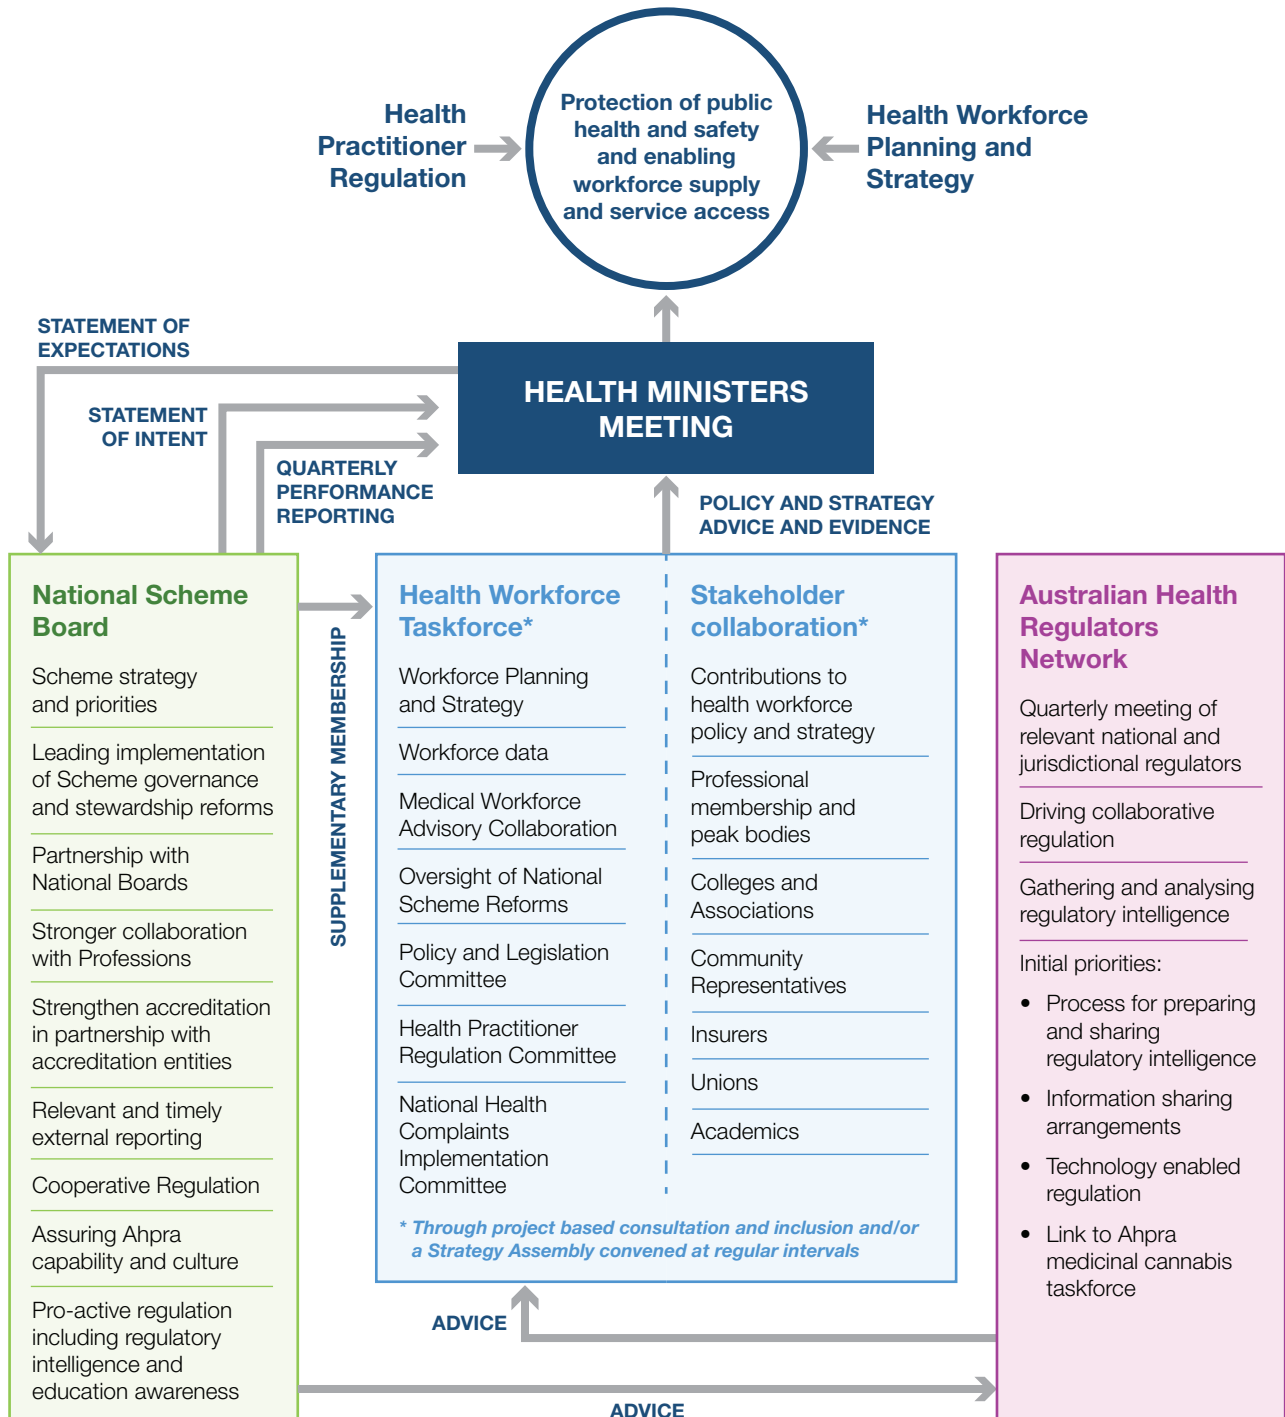 Health
Practitioner
Regulation
Protection of public
health and safety
and enabling
workforce supply
and service access
Health Workforce
Planning and
Strategy
STATEMENT OF
EXPECTATIONS
STATEMENT
OF INTENT
QUARTERLY
PERFORMANCE
REPORTING
HEALTH MINISTERS
MEETING
POLICY AND STRATEGY
ADVICE AND EVIDENCE
National Scheme
Board
Scheme strategy
and priorities
Leading implementation
of Scheme governance
and stewardship reforms
Partnership with
National Boards
Stronger collaboration
with Professions
Strengthen accreditation
in partnership with
accreditation entities
Relevant and timely
external reporting
Cooperative Regulation
Assuring Ahpra
capability and culture
Pro-active regulation
including regulatory
intelligence and
education awareness
SUPPLEMENTARY MEMBERSHIP
Health Workforce
Taskforce*
Workforce Planning
and Strategy
Workforce data
Medical Workforce
Advisory Collaboration
Oversight of National
Scheme Reforms
Policy and Legislation
Committee
Health Practitioner
Regulation Committee
National Health
Complaints
Implementation
Committee
Stakeholder
collaboration*
Contributions to
health workforce
policy and strategy
Professional
membership and
peak bodies
Colleges and
Associations
Community
Representatives
Insurers
Unions
Academics
* Through project based consultation and inclusion and/or
a Strategy Assembly convened at regular intervals
Australian Health
Regulators
Network
Quarterly meeting of
relevant national and
jurisdictional regulators
Driving collaborative
regulation
Gathering and analysing
regulatory intelligence
Initial priorities:
• Process for preparing
and sharing
regulatory intelligence
• Information sharing
arrangements
• Technology enabled
regulation
• Link to Ahpra
medicinal cannabis
taskforce
ADVICE
ADVICE